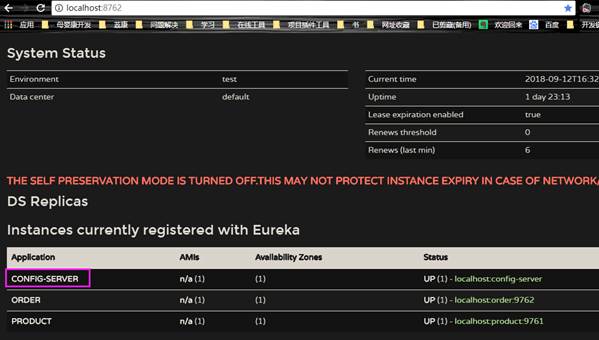 localhost:8762
应用 母婴康开发 荔康 问题解决 学习 在线工具 项目插件工具 书 网址收藏 已剪藏(备用) 欢迎回来 百度
System Status
Environment test
Data center default
Current time 2018-09-12T16:32
Uptime 1 day 23:13
Lease expiration enabled true
Renews threshold 0
Renews (last min) 6
THE SELF PRESERVATION MODE IS TURNED OFF.THIS MAY NOT PROTECT INSTANCE EXPIRY IN CASE OF NETWORK/
DS Replicas
Instances currently registered with Eureka
Application AMIs Availability Zones Status
CONFIG-SERVER n/a (1) (1) UP (1) - localhost:config-server
ORDER n/a (1) (1) UP (1) - localhost:order:9762
PRODUCT n/a (1) (1) UP (1) - localhost:product:9761